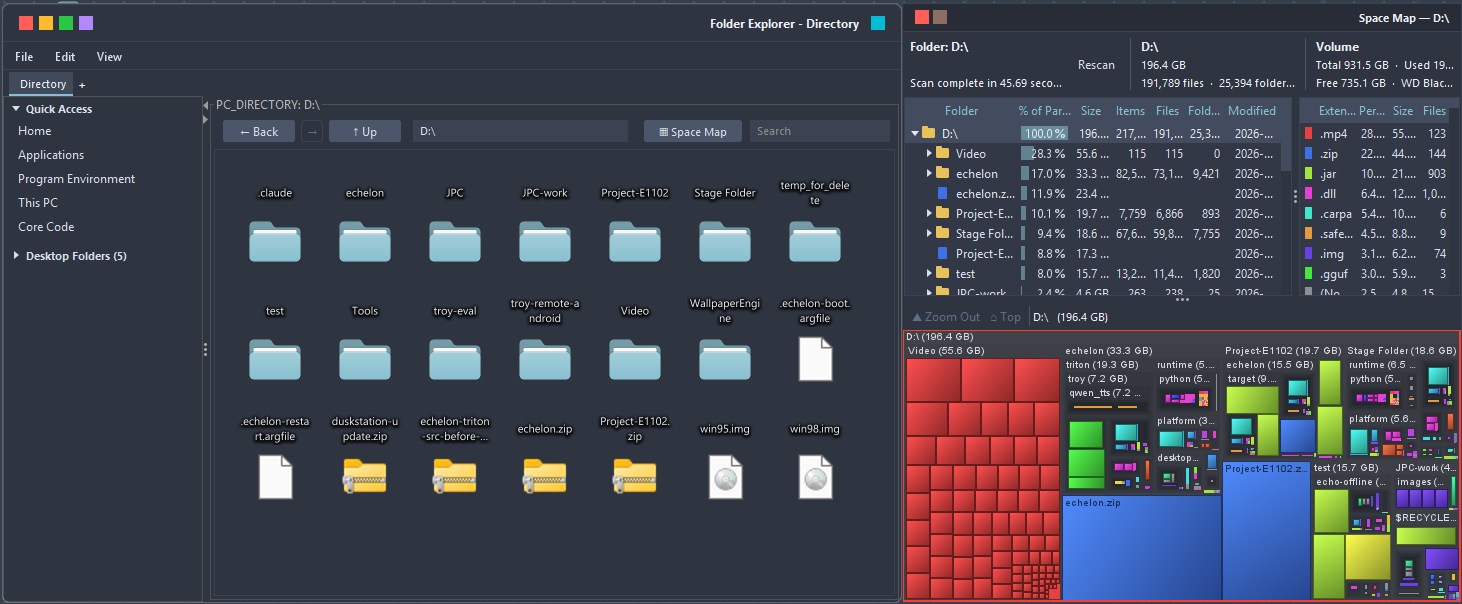 Folder Explorer - Directory
File Edit View
Directory +
Quick Access
Home
Applications
Program Environment
This PC
Core Code
Desktop Folders (5)
PC_DIRECTORY: D:\
← Back → ↑ Up D:\ Space Map Search
.claude
echelon
JPC
JPC-work
Project-E1102
Stage Folder
temp_for_dele
te
test
Tools
troy-eval
troy-remote-a
ndroid
Video
WallpaperEngi
ne
.echelon-boot.
argfile
.echelon-resta
rt.argfile
duskstation-u
pdate.zip
echelon-triton
-src-before-...
echelon.zip
Project-E1102.
zip
win95.img
win98.img
Space Map — D:\
Folder: D:\
Rescan
Scan complete in 45.69 seco...
D:\
196.4 GB
191,789 files · 25,394 folder...
Volume
Total 931.5 GB · Used 19...
Free 735.1 GB · WD Blac...
Folder % of Par... Size Items Files Fold... Modified
D:\ 100.0 % 196.... 217,... 191,... 25,3... 2026-...
Video 28.3 % 55.6 ... 115 115 0 2026-...
echelon 17.0 % 33.3 ... 82,5... 73,1... 9,421 2026-...
echelon.z... 11.9 % 23.4 ... 2026-...
Project-E... 10.1 % 19.7 ... 7,759 6,866 893 2026-...
Stage Fol... 9.4 % 18.6 ... 67,6... 59,8... 7,755 2026-...
Project-E... 8.8 % 17.3 ... 2026-...
test 8.0 % 15.7 ... 13,2... 11,4... 1,820 2026-...
JPC-work 2.4 % 4.6 GB 263 238 25 2026-...
Exten... Per... Size Files
.mp4 28.... 55.... 123
.zip 22.... 44.... 144
.jar 10.... 21.... 903
.dll 6.4... 12.... 1,0...
.carpa 5.4... 10.... 6
.safe... 4.5... 8.8... 9
.img 3.1... 6.2... 74
.gguf 3.0... 5.9... 3
(No... 2.5... 4.8... 15...
Zoom Out Top D:\ (196.4 GB)
D:\ (196.4 GB)
Video (55.6 GB)
echelon (33.3 GB)
triton (19.3 GB)
troy (7.2 GB)
qwen_tts (7.2 ...
runtime (5....
python (5...
platform (3...
desktop...
echelon.zip
Project-E1102 (19.7 GB)
echelon (15.5 GB)
target (9....
Project-E1102.z...
Stage Folder (18.6 GB)
runtime (6.5 ...
python (5...
platform (5.6...
test (15.7 GB)
echo-offline (...
JPC-work (4...
images (...
$RECYCLE...